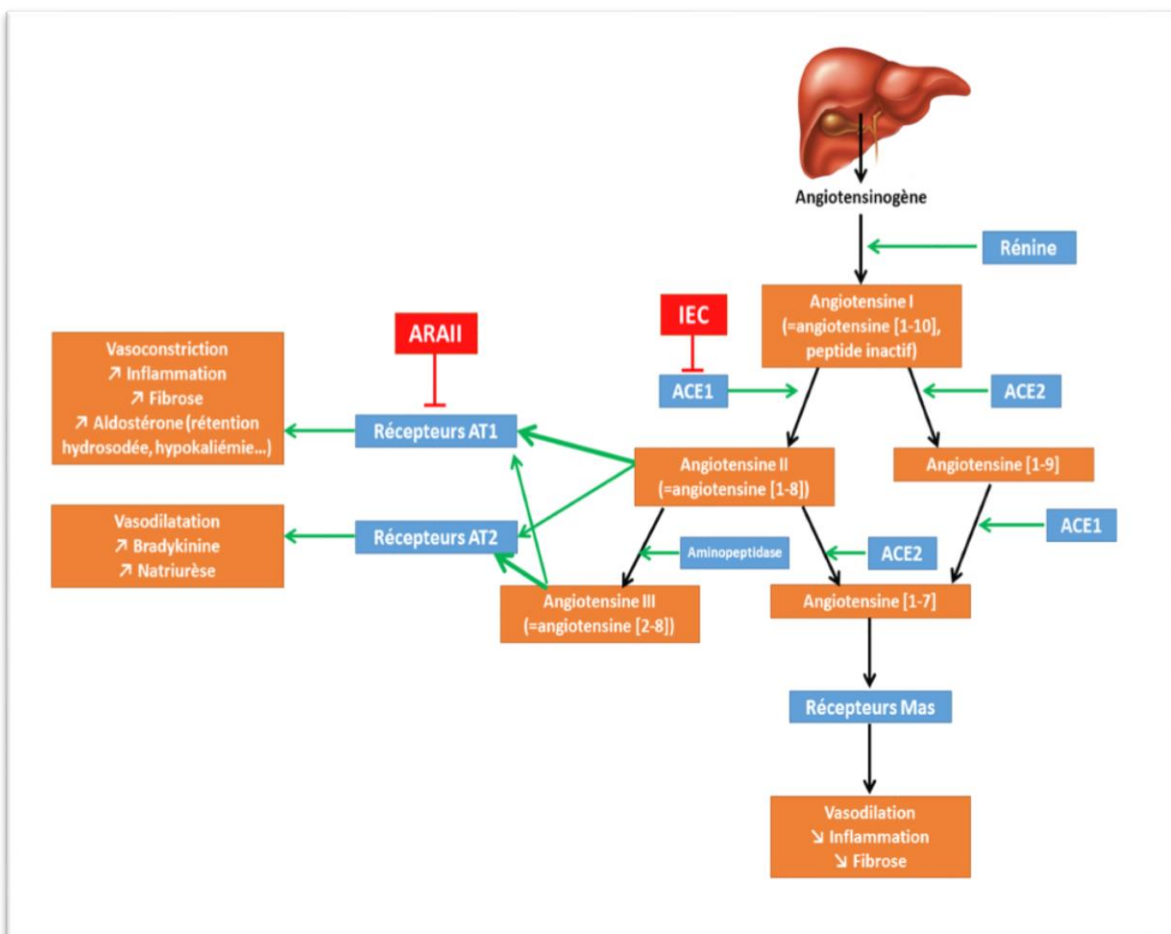 Angiotensinogène
Rénine
Angiotensine I
(=angiotensine [1-10],
peptide inactif)
IEC
ARAII
ACE1
ACE2
Vasoconstriction
↗ Inflammation
↗ Fibrose
↗ Aldostérone (rétention
hydrosodée, hypokaliémie...)
Récepteurs AT1
Angiotensine II
(=angiotensine [1-8])
Angiotensine [1-9]
Vasodilatation
↗ Bradykinine
↗ Natriurèse
Récepteurs AT2
Aminopeptidase
ACE2
ACE1
Angiotensine III
(=angiotensine [2-8])
Angiotensine [1-7]
Récepteurs Mas
Vasodilation
↘ Inflammation
↘ Fibrose